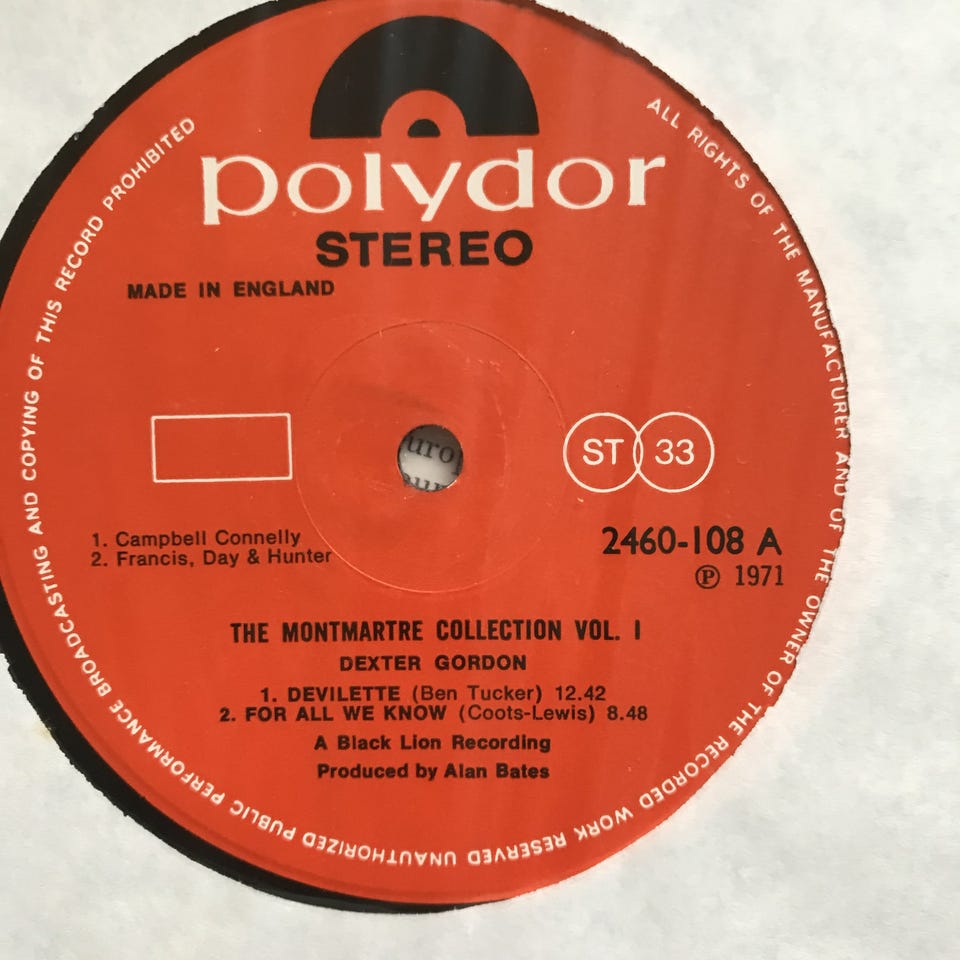 polydor
STEREO
MADE IN ENGLAND
ST 33
1. Campbell Connelly
2. Francis, Day & Hunter
2460-108 A
℗ 1971
THE MONTMARTRE COLLECTION VOL. 1
DEXTER GORDON
1. DEVILETTE (Ben Tucker) 12.42
2. FOR ALL WE KNOW (Coots-Lewis) 8.48
A Black Lion Recording
Produced by Alan Bates
ALL RIGHTS OF THE MANUFACTURER AND OF THE OWNER OF THE RECORDED WORK RESERVED UNAUTHORIZED PUBLIC PERFORMANCE BROADCASTING AND COPYING OF THIS RECORD PROHIBITED